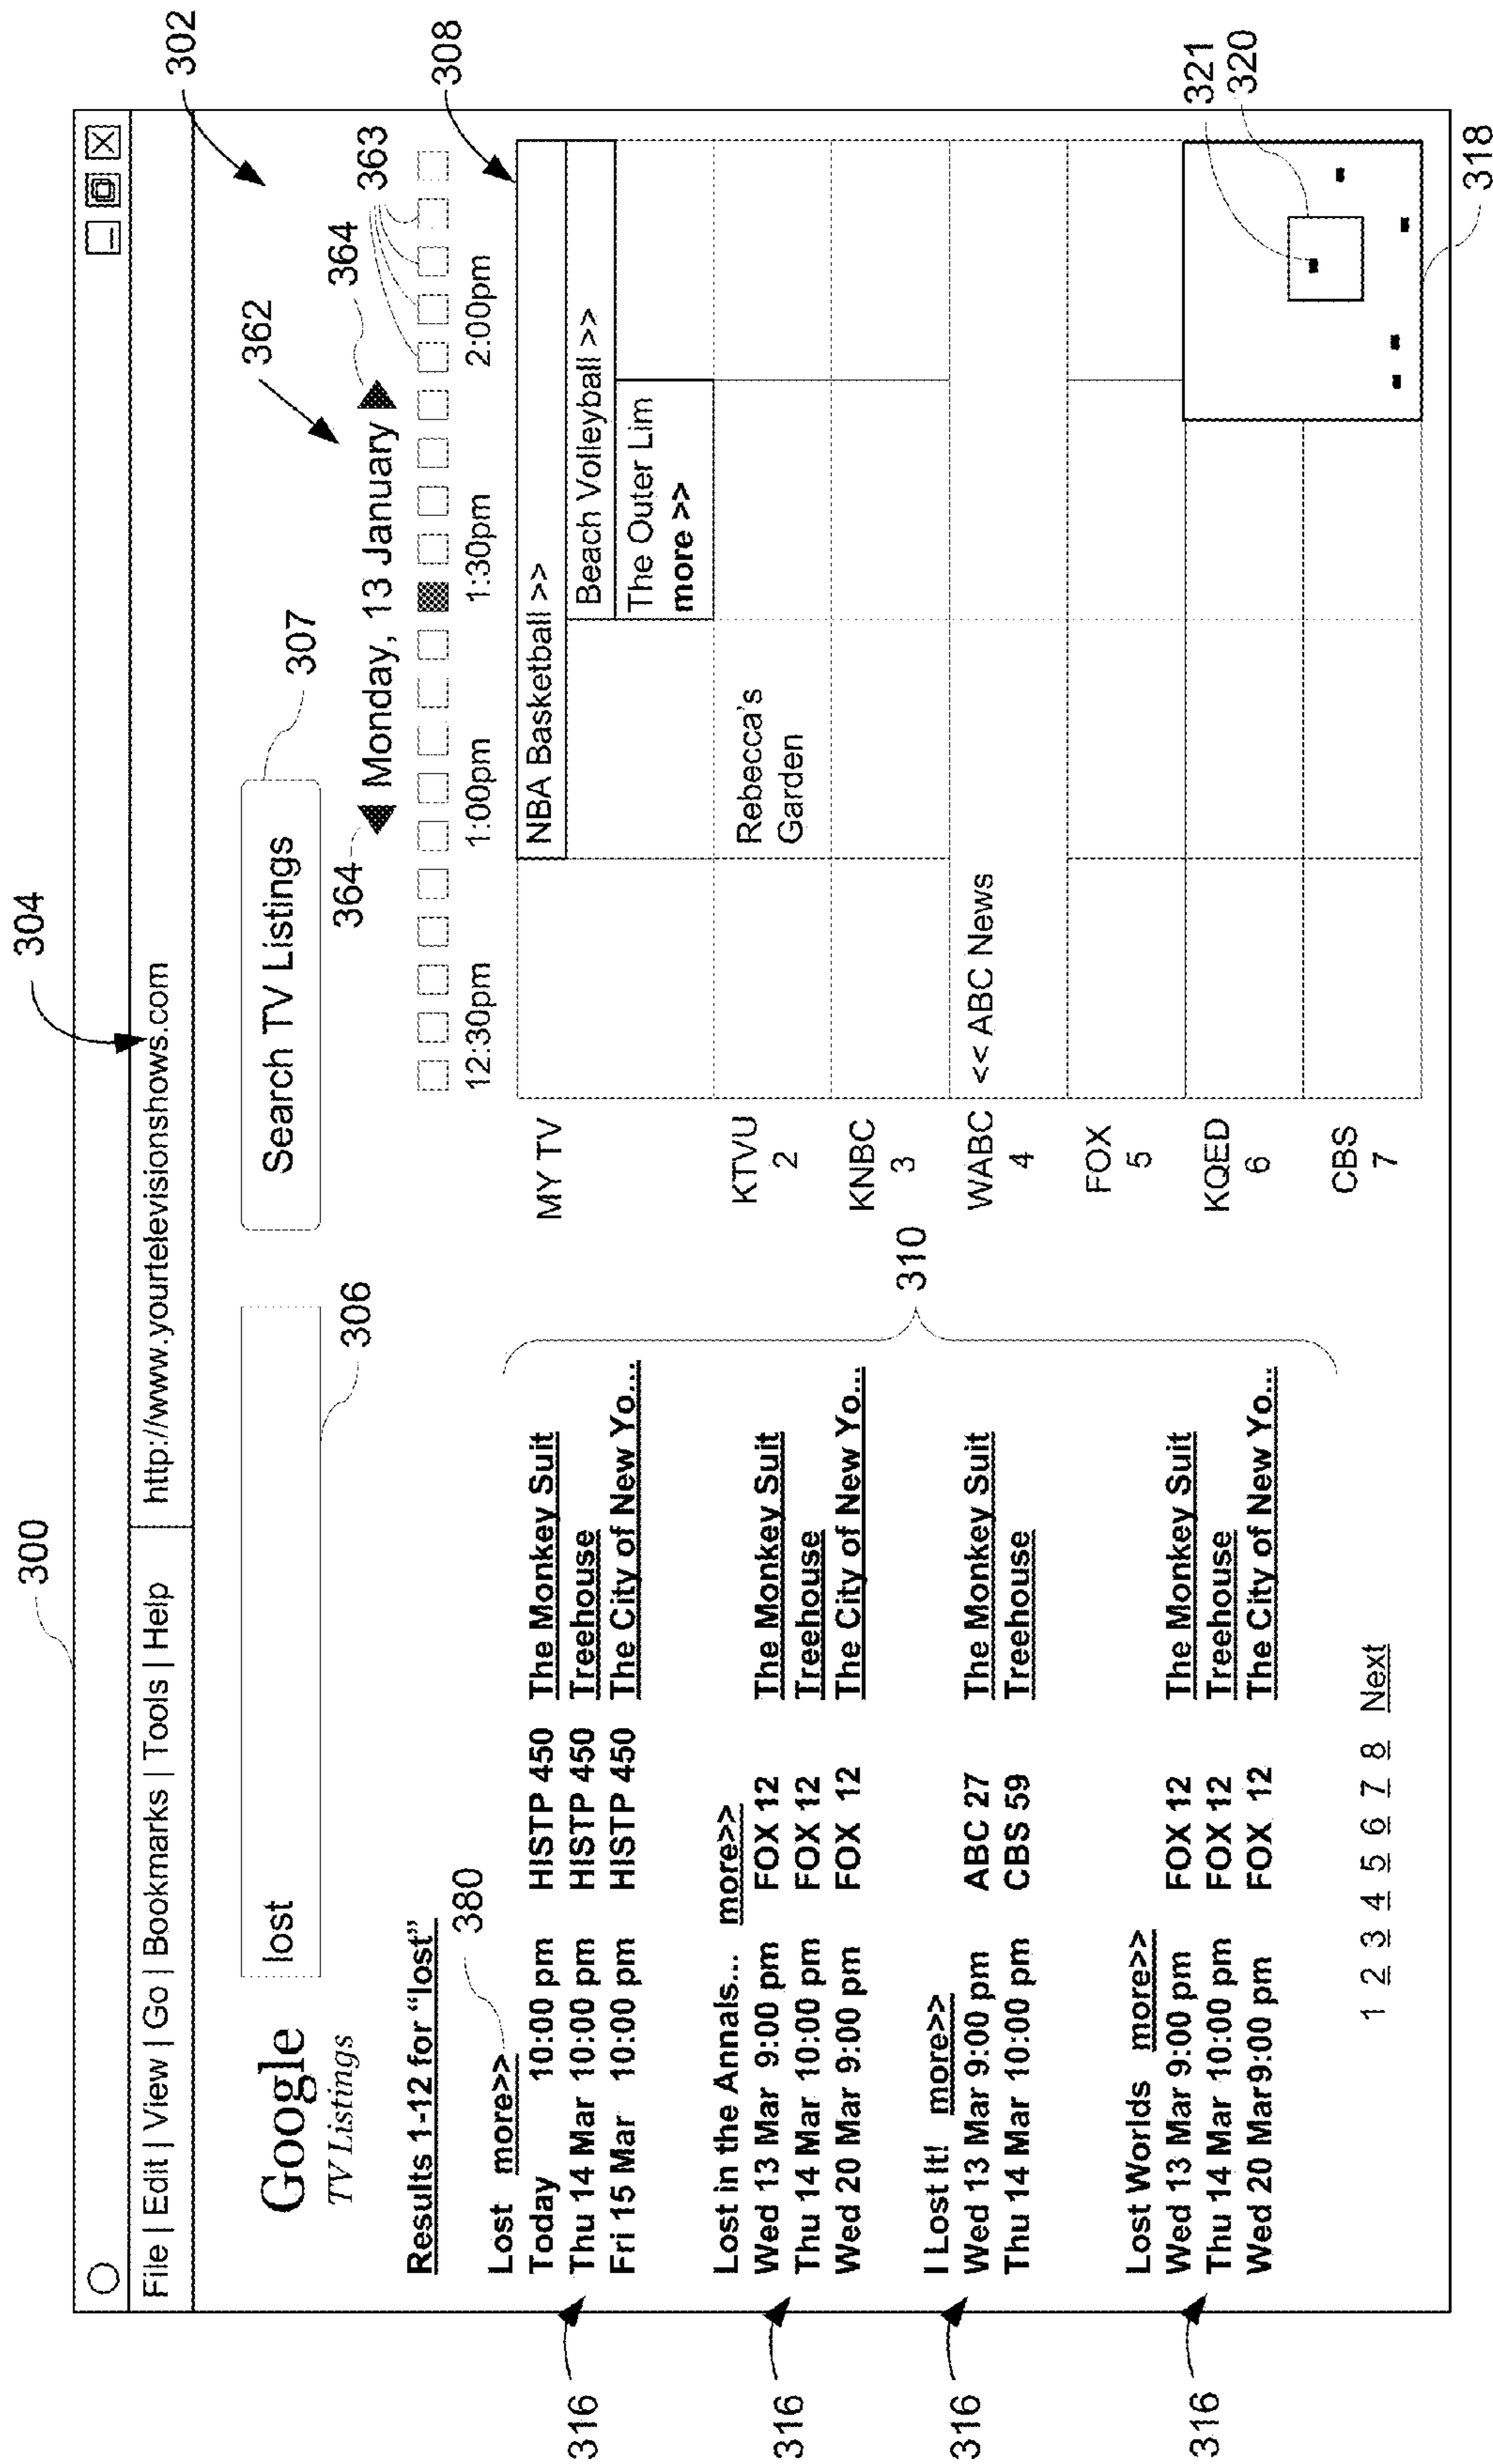 300
304
302
File | Edit | View | Go | Bookmarks | Tools | Help
http://www.yourtelevisionshows.com
Google
TV Listings
lost
306
Search TV Listings
307
362
364
Monday, 13 January
364
363
308
12:30pm 1:00pm 1:30pm 2:00pm
Results 1-12 for "lost"
380
Lost more>>
Today 10:00 pm HISTP 450 The Monkey Suit
Thu 14 Mar 10:00 pm HISTP 450 Treehouse
Fri 15 Mar 10:00 pm HISTP 450 The City of New Yo...
Lost in the Annals... more>>
Wed 13 Mar 9:00 pm FOX 12 The Monkey Suit
Thu 14 Mar 10:00 pm FOX 12 Treehouse
Wed 20 Mar 9:00 pm FOX 12 The City of New Yo...
I Lost It! more>>
Wed 13 Mar 9:00 pm ABC 27 The Monkey Suit
Thu 14 Mar 10:00 pm CBS 59 Treehouse
Lost Worlds more>>
Wed 13 Mar 9:00 pm FOX 12 The Monkey Suit
Thu 14 Mar 10:00 pm FOX 12 Treehouse
Wed 20 Mar9:00 pm FOX 12 The City of New Yo...
1 2 3 4 5 6 7 8 Next
316
316
316
316
310
MY TV
NBA Basketball >>
Beach Volleyball >>
The Outer Lim
more >>
KTVU
2
Rebecca's
Garden
KNBC
3
WABC
4
<< ABC News
FOX
5
KQED
6
CBS
7
321
320
318